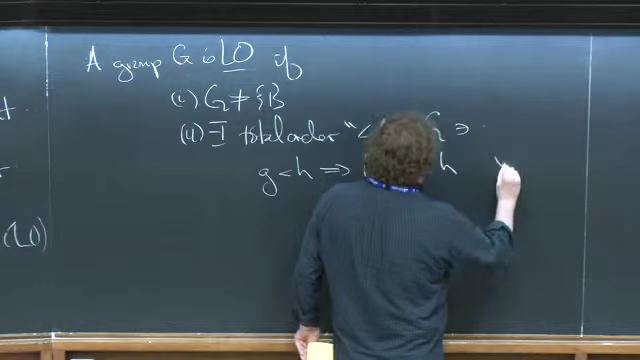 A group G is LO if
(i) G ≠ {1}
(ii) ∃ total order "< G ∋
g < h ⇒ h
(LO)